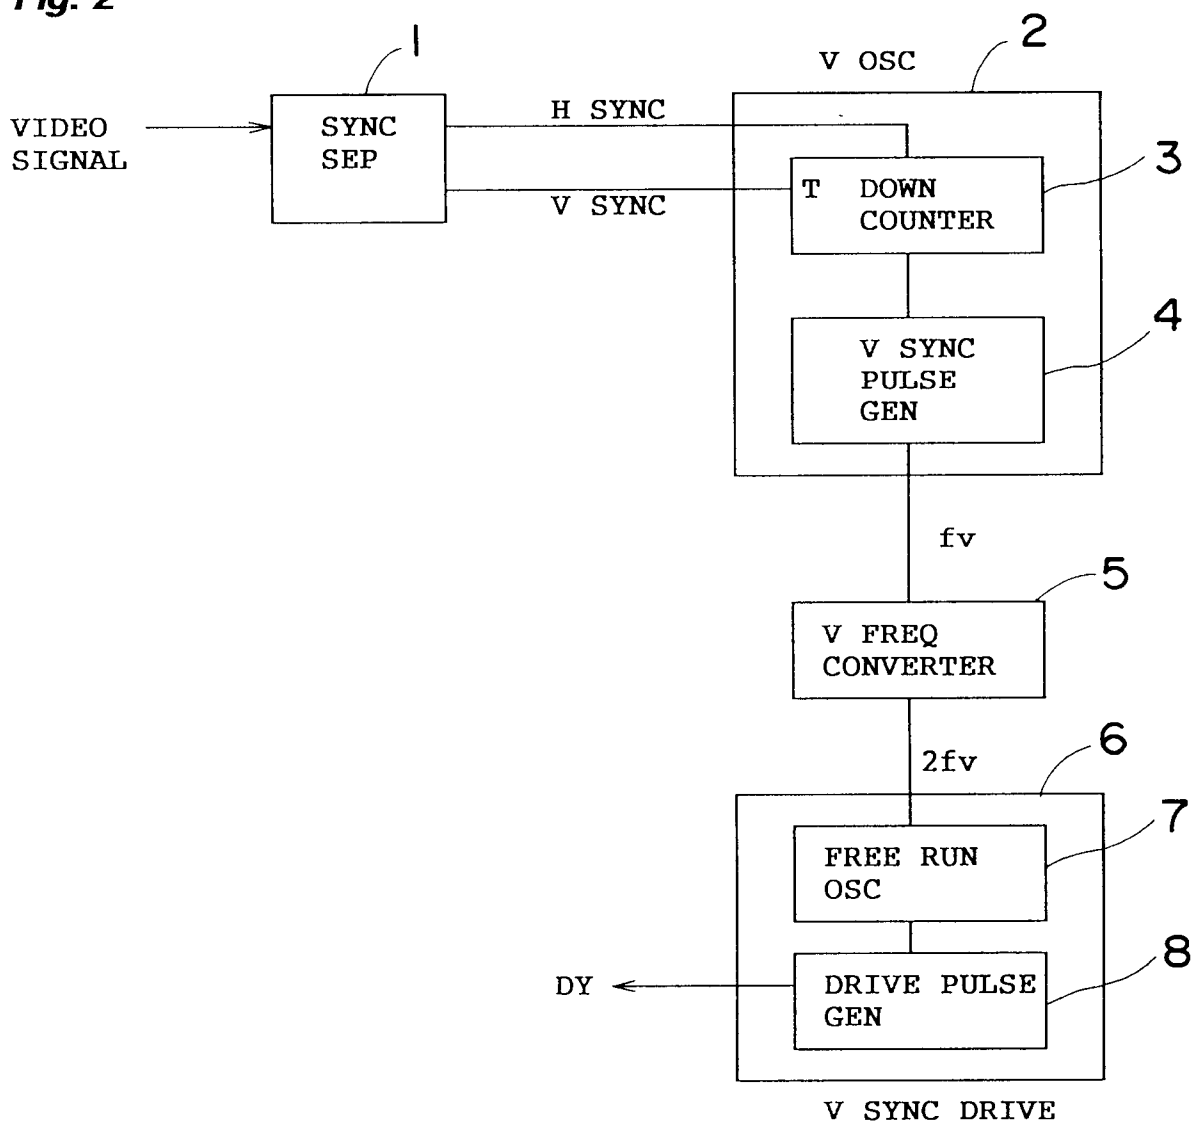 Fig. 2
1
2
V OSC
VIDEO
SIGNAL
SYNC
SEP
H SYNC
V SYNC
3
T DOWN
COUNTER
4
V SYNC
PULSE
GEN
fv
5
V FREQ
CONVERTER
2fv
6
7
FREE RUN
OSC
8
DY
DRIVE PULSE
GEN
V SYNC DRIVE